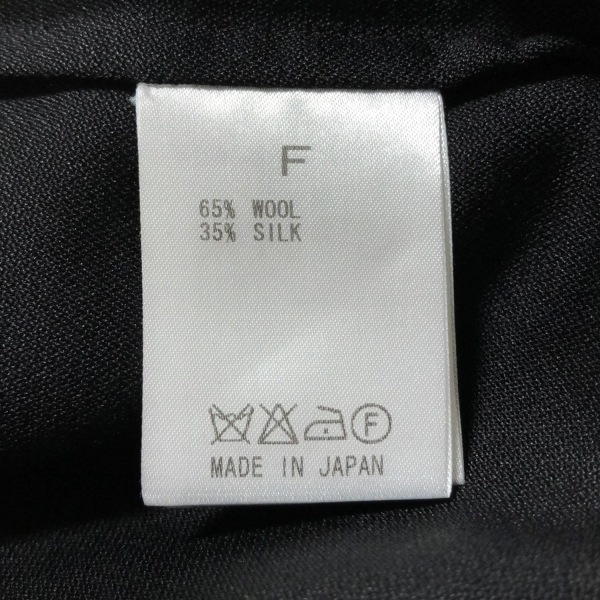 F
65% WOOL
35% SILK
F
MADE IN JAPAN